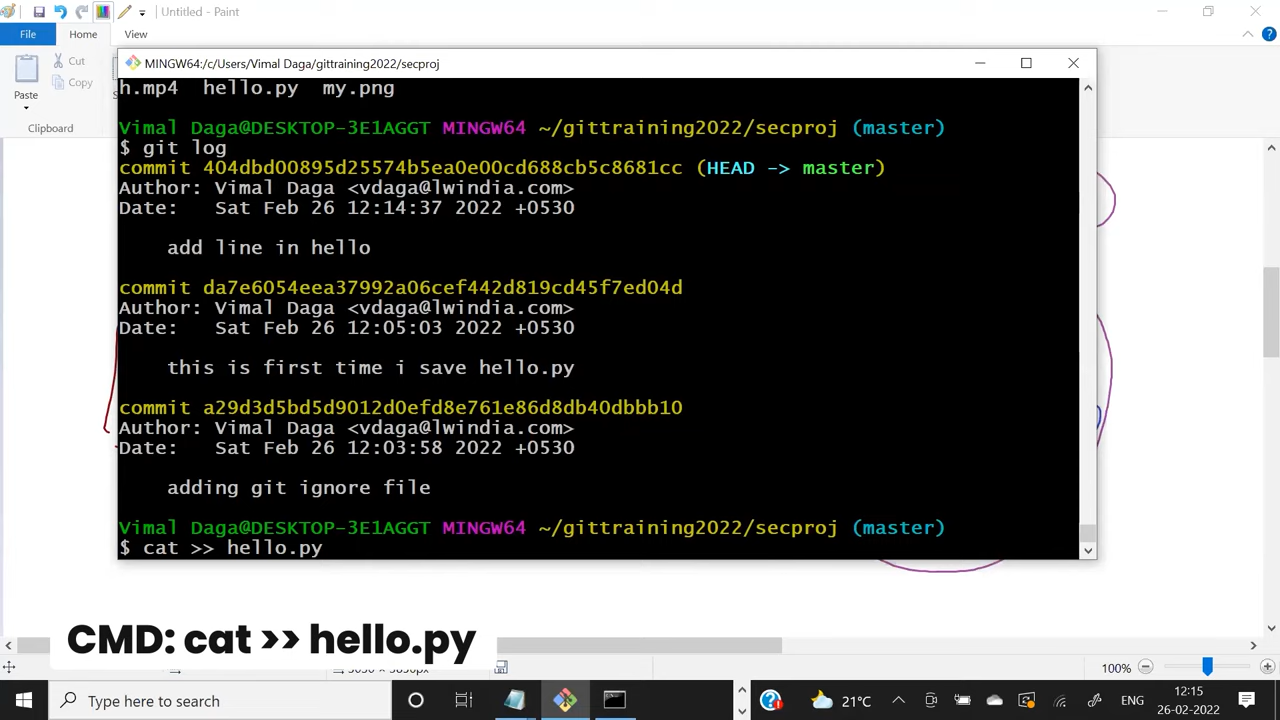 Untitled - Paint
File Home View
Cut
Copy
Paste
Clipboard
MINGW64:/c/Users/Vimal Daga/gittraining2022/secproj
h.mp4 hello.py my.png
Vimal Daga@DESKTOP-3E1AGGT MINGW64 ~/gittraining2022/secproj (master)
$ git log
commit 404dbd00895d25574b5ea0e00cd688cb5c8681cc (HEAD -> master)
Author: Vimal Daga <vdaga@lwindia.com>
Date: Sat Feb 26 12:14:37 2022 +0530
add line in hello
commit da7e6054eea37992a06cef442d819cd45f7ed04d
Author: Vimal Daga <vdaga@lwindia.com>
Date: Sat Feb 26 12:05:03 2022 +0530
this is first time i save hello.py
commit a29d3d5bd5d9012d0efd8e761e86d8db40dbbb10
Author: Vimal Daga <vdaga@lwindia.com>
Date: Sat Feb 26 12:03:58 2022 +0530
adding git ignore file
Vimal Daga@DESKTOP-3E1AGGT MINGW64 ~/gittraining2022/secproj (master)
$ cat >> hello.py
CMD: cat >> hello.py
100%
Type here to search
21°C
ENG
12:15
26-02-2022